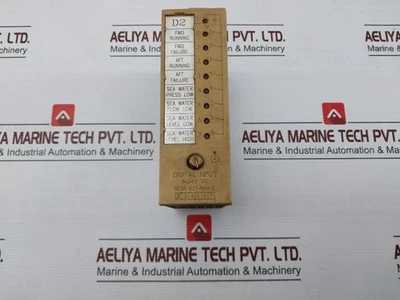 D2
FWD
RUNNING
FWD
FAILURE
AFT
RUNNING
AFT
FAILURE
SEA WATER
PRESS LOW
SEA WATER
FLOW LOW
SEA WATER
LEVEL LOW
SEA WATER
LEVEL HIGH
DIGITAL INPUT
8x24V DC
AELIYA MARINE TECH PVT. LTD.
Marine & Industrial Automation & Machinery
AELIYA MARINE TECH PVT. LTD.
Marine & Industrial Automation & Machinery
AELIYA MARINE TECH PVT. LTD.
Marine & Industrial Automation & Machinery